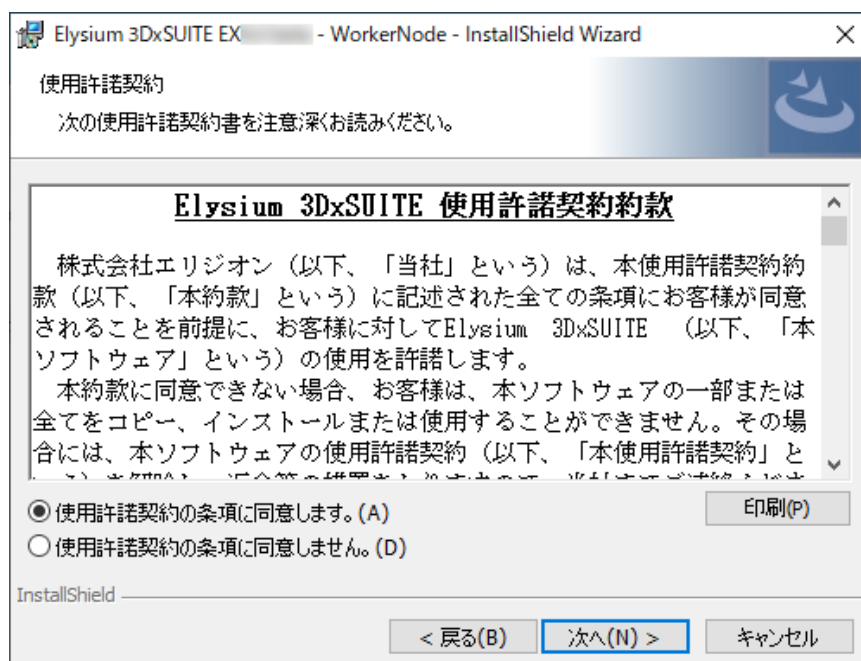 Elysium 3DxSUITE EX - WorkerNode - InstallShield Wizard
使用許諾契約
次の使用許諾契約書を注意深くお読みください。
Elysium 3DxSUITE 使用許諾契約約款
株式会社エリジオン（以下、「当社」という）は、本使用許諾契約約
款（以下、「本約款」という）に記述された全ての条項にお客様が同意
されることを前提に、お客様に対してElysium 3DxSUITE （以下、「本
ソフトウェア」という）の使用を許諾します。
本約款に同意できない場合、お客様は、本ソフトウェアの一部または
全てをコピー、インストールまたは使用することができません。その場
合には、本ソフトウェアの使用許諾契約（以下、「本使用許諾契約」と
使用許諾契約の条項に同意します。(A)
印刷(P)
使用許諾契約の条項に同意しません。(D)
InstallShield
< 戻る(B)
次へ(N) >
キャンセル